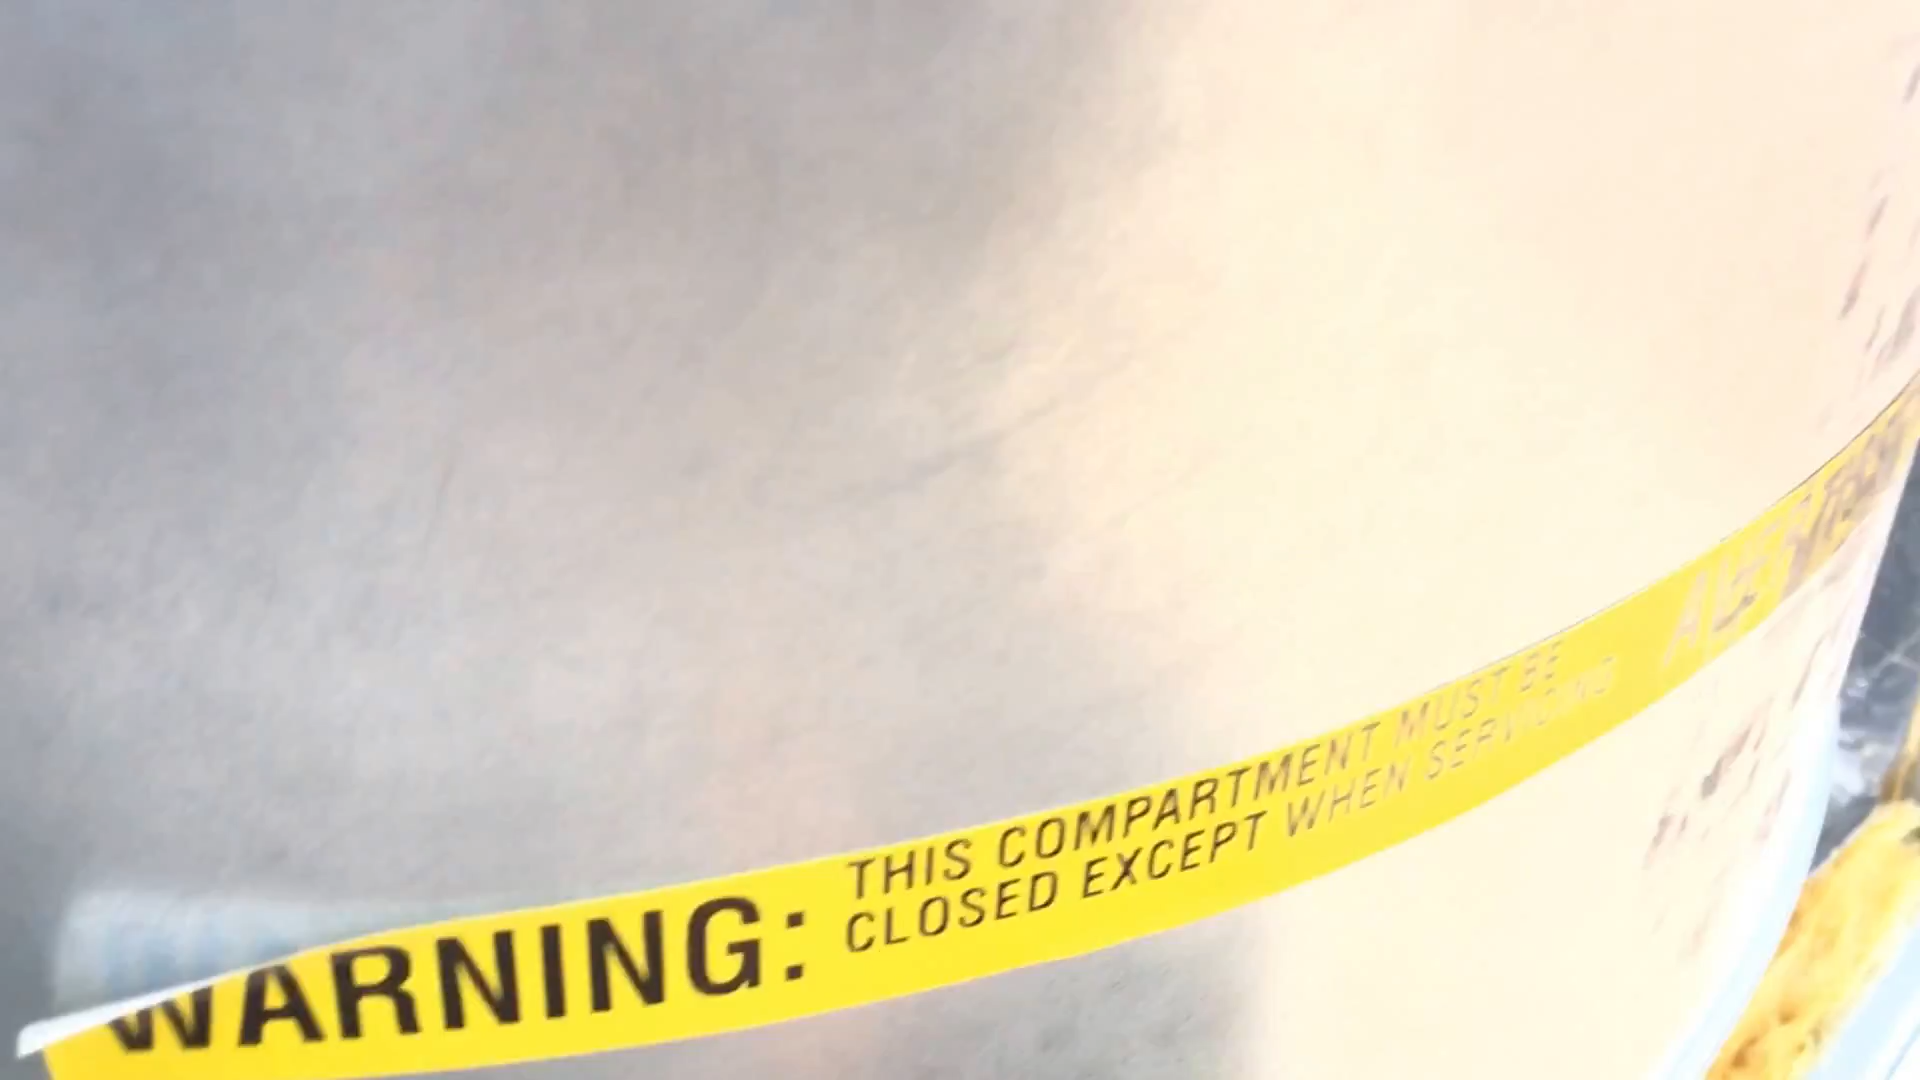 WARNING:
THIS COMPARTMENT MUST BE
CLOSED EXCEPT WHEN SERVICING